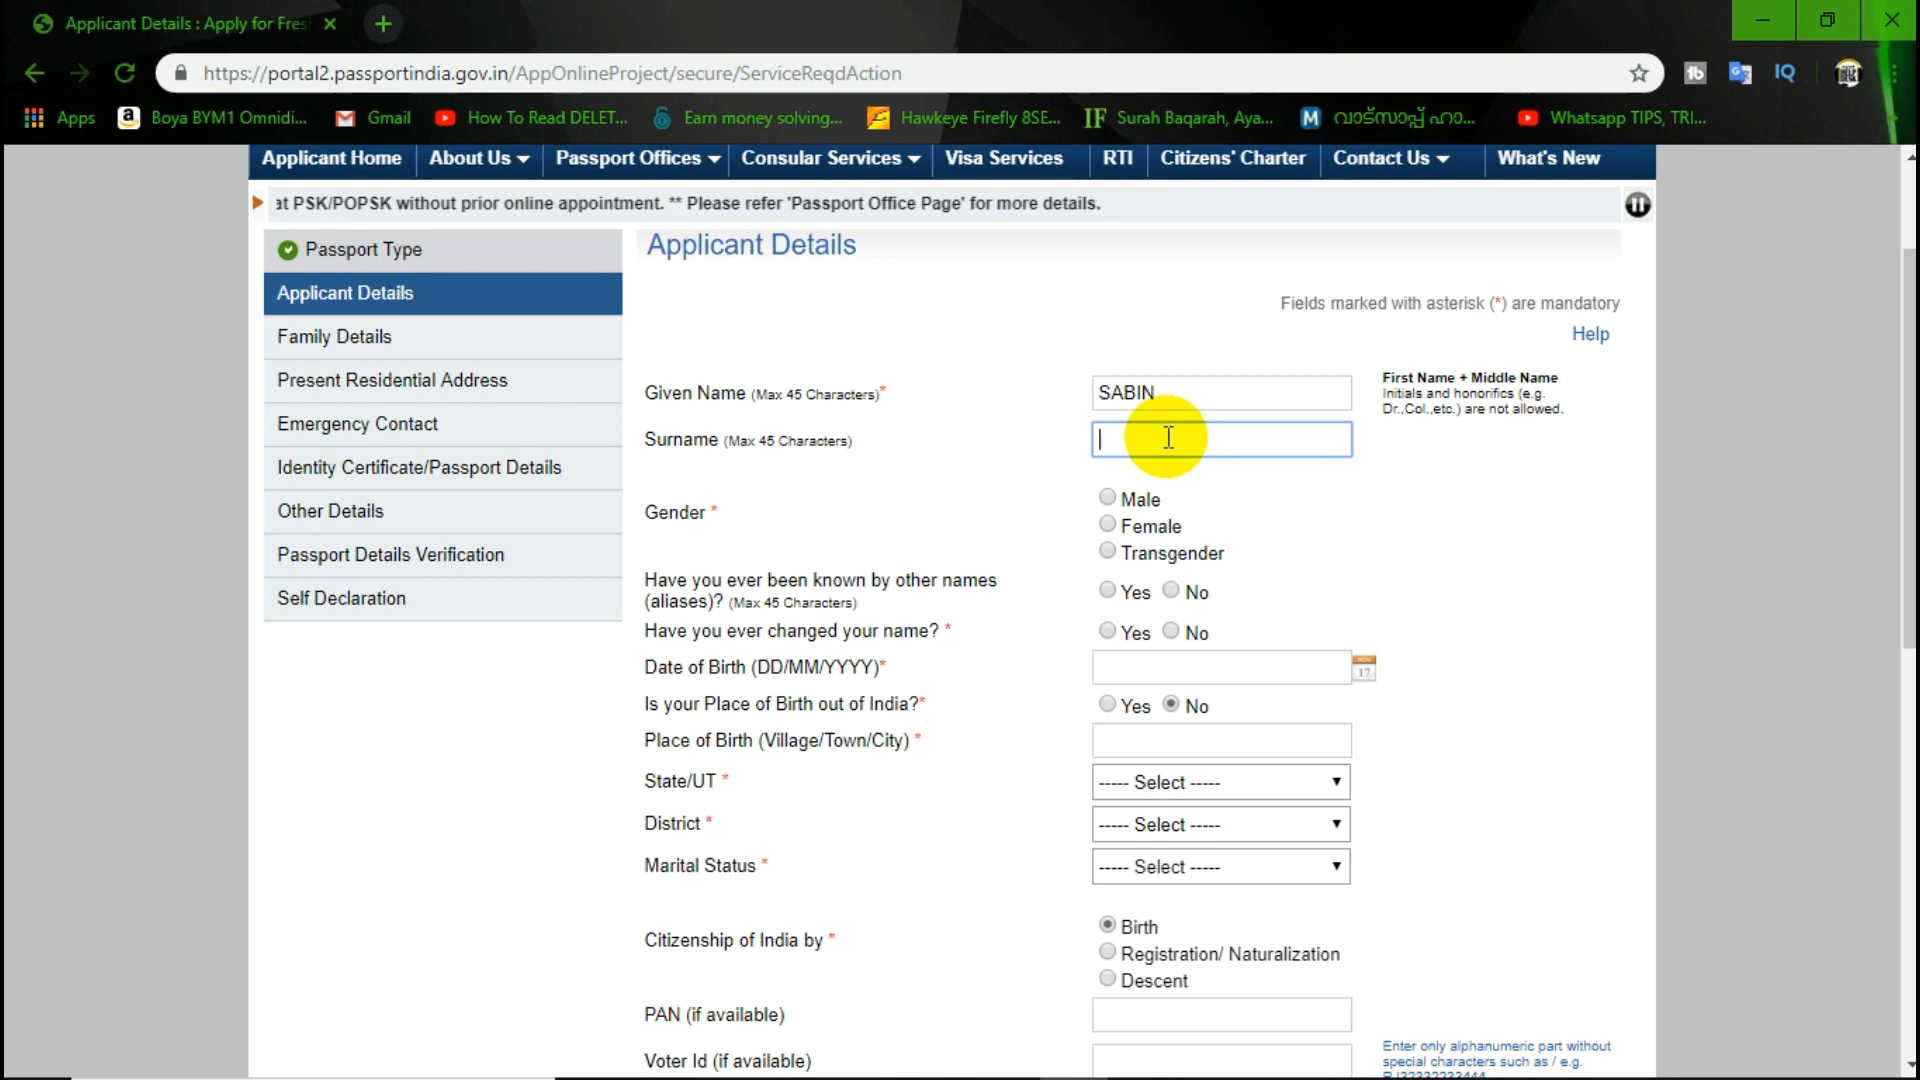 Applicant Details : Apply for Fres
https://portal2.passportindia.gov.in/AppOnlineProject/secure/ServiceReqdAction
Apps
Boya BYM1 Omnidi...
Gmail
How To Read DELET...
Earn money solving...
Hawkeye Firefly 8SE...
IF Surah Baqarah, Aya...
M വാട്സാപ്പ് ഹാ...
Whatsapp TIPS, TRI...
Applicant Home
About Us
Passport Offices
Consular Services
Visa Services
RTI
Citizens' Charter
Contact Us
What's New
at PSK/POPSK without prior online appointment. ** Please refer 'Passport Office Page' for more details.
Passport Type
Applicant Details
Family Details
Present Residential Address
Emergency Contact
Identity Certificate/Passport Details
Other Details
Passport Details Verification
Self Declaration
Applicant Details
Fields marked with asterisk (*) are mandatory
Help
Given Name (Max 45 Characters)*
SABIN
First Name + Middle Name
Initials and honorifics (e.g.
Dr.,Col.,etc.) are not allowed.
Surname (Max 45 Characters)
Gender *
Male
Female
Transgender
Have you ever been known by other names
(aliases)? (Max 45 Characters)
Yes No
Have you ever changed your name? *
Yes No
Date of Birth (DD/MM/YYYY)*
17
Is your Place of Birth out of India?*
Yes No
Place of Birth (Village/Town/City) *
State/UT *
----- Select -----
District *
----- Select -----
Marital Status *
----- Select -----
Citizenship of India by *
Birth
Registration/ Naturalization
Descent
PAN (if available)
Voter Id (if available)
Enter only alphanumeric part without
special characters such as / e.g.